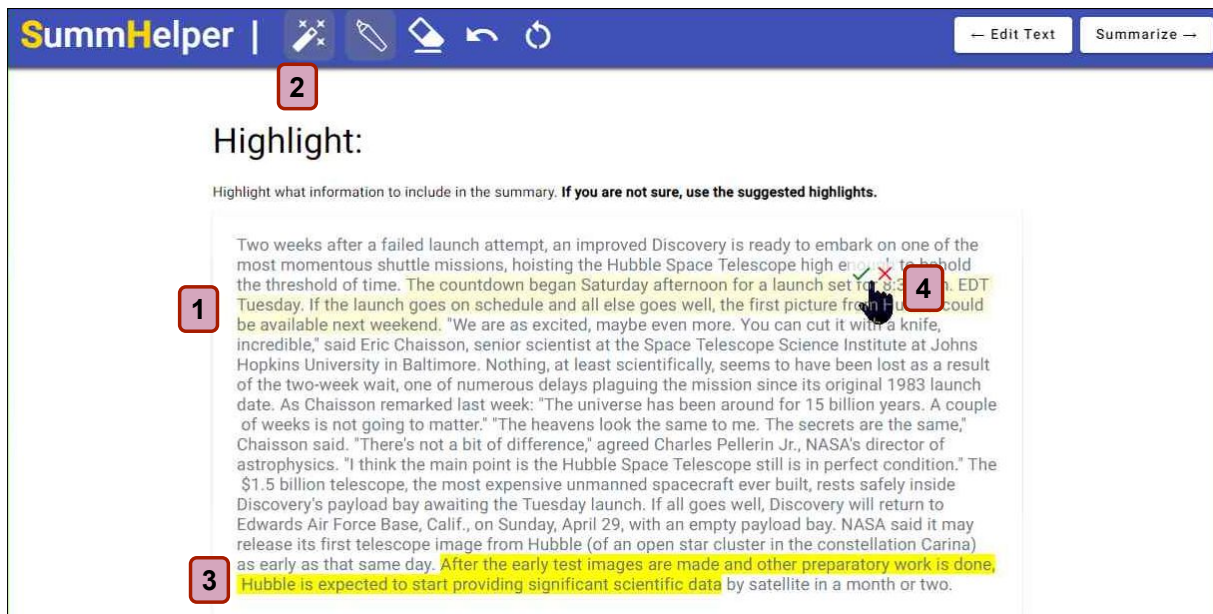 SummHelper |
← Edit Text
Summarize →
2
Highlight:
Highlight what information to include in the summary. If you are not sure, use the suggested highlights.
Two weeks after a failed launch attempt, an improved Discovery is ready to embark on one of the
most momentous shuttle missions, hoisting the Hubble Space Telescope high to behold
the threshold of time. The countdown began Saturday afternoon for a launch set for EDT
4
1
Tuesday. If the launch goes on schedule and all else goes well, the first picture from could
be available next weekend. "We are as excited, maybe even more. You can cut it with a knife,
incredible," said Eric Chaisson, senior scientist at the Space Telescope Science Institute at Johns
Hopkins University in Baltimore. Nothing, at least scientifically, seems to have been lost as a result
of the two-week wait, one of numerous delays plaguing the mission since its original 1983 launch
date. As Chaisson remarked last week: "The universe has been around for 15 billion years. A couple
of weeks is not going to matter." "The heavens look the same to me. The secrets are the same,"
Chaisson said. "There's not a bit of difference," agreed Charles Pellerin Jr., NASA's director of
astrophysics. "I think the main point is the Hubble Space Telescope still is in perfect condition." The
$1.5 billion telescope, the most expensive unmanned spacecraft ever built, rests safely inside
Discovery's payload bay awaiting the Tuesday launch. If all goes well, Discovery will return to
Edwards Air Force Base, Calif., on Sunday, April 29, with an empty payload bay. NASA said it may
release its first telescope image from Hubble (of an open star cluster in the constellation Carina)
as early as that same day. After the early test images are made and other preparatory work is done,
3
Hubble is expected to start providing significant scientific data by satellite in a month or two.